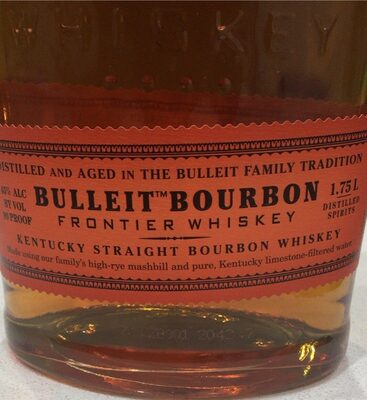 WHISKEY
DISTILLED AND AGED IN THE BULLEIT FAMILY TRADITION
45% ALC
BY VOL
90 PROOF
BULLEIT™ BOURBON
1.75 L
DISTILLED
SPIRITS
FRONTIER WHISKEY
KENTUCKY STRAIGHT BOURBON WHISKEY
Made using our family's high-rye mashbill and pure, Kentucky limestone-filtered water.